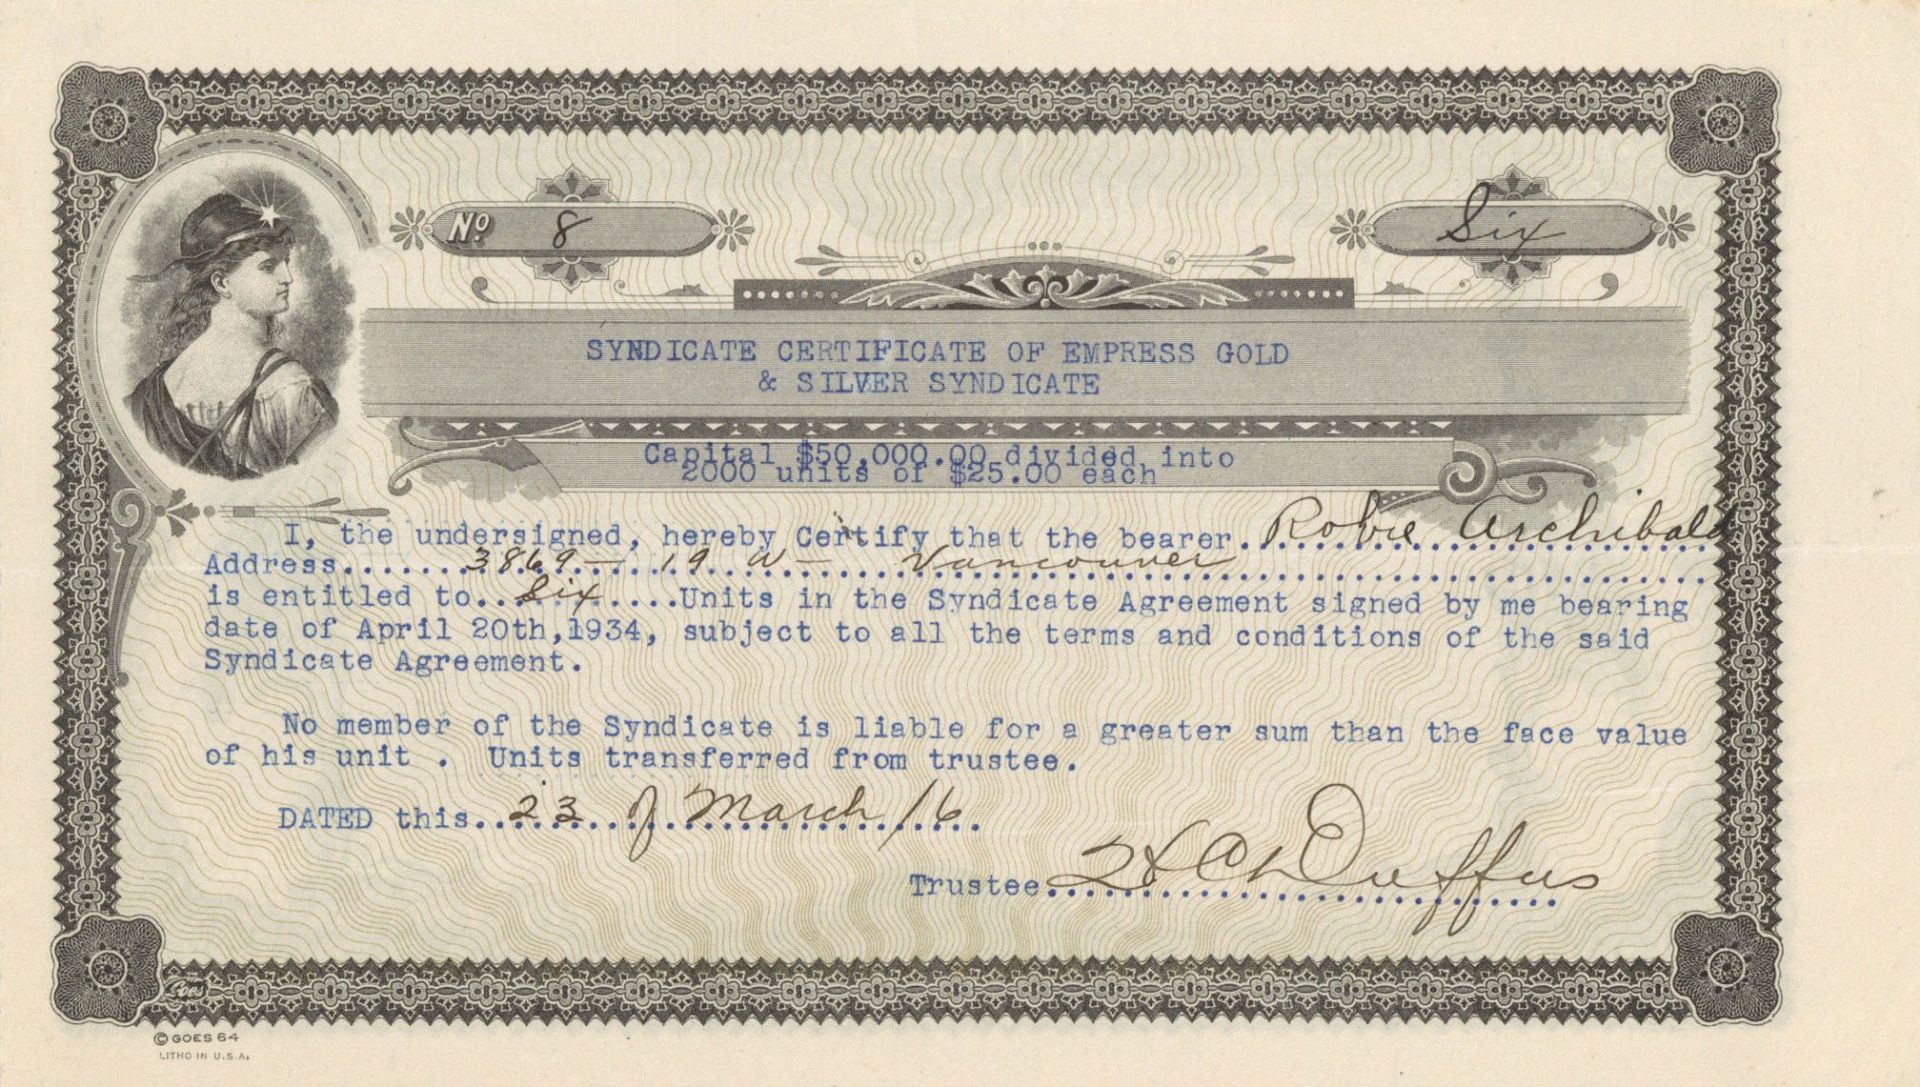 Nº 8
Six
SYNDICATE CERTIFICATE OF EMPRESS GOLD
& SILVER SYNDICATE
Capital $50,000.00 divided into
2000 units of $25.00 each
I, the undersigned, hereby Certify that the bearer Robie Archibald
Address 3869 - 19 W - Vancouver
is entitled to Six Units in the Syndicate Agreement signed by me bearing
date of April 20th, 1934, subject to all the terms and conditions of the said
Syndicate Agreement.
No member of the Syndicate is liable for a greater sum than the face value
of his unit . Units transferred from trustee.
DATED this 23 of March /6
Trustee Duffus
Goes
© GOES 64
LITHO IN U.S.A.